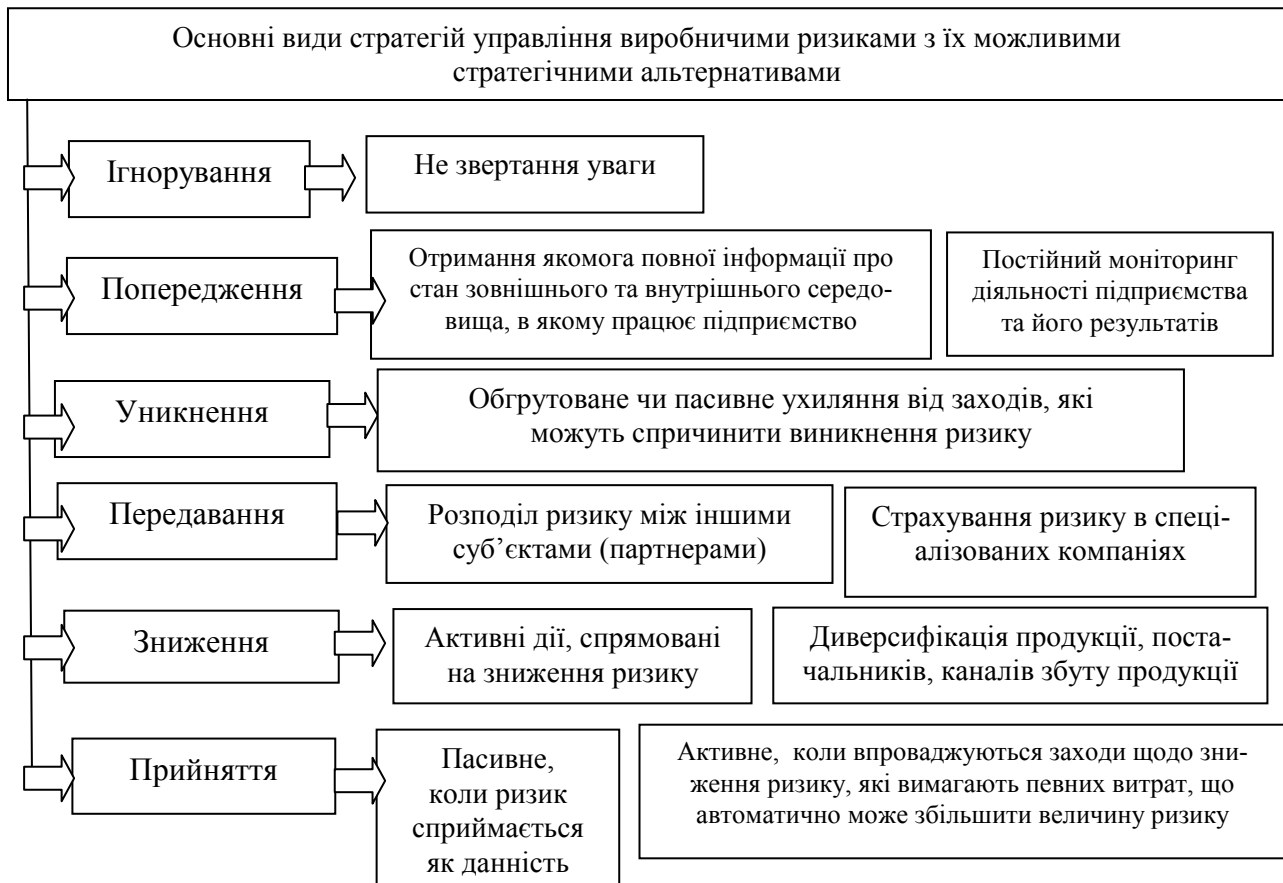 Основні види стратегій управління виробничими ризиками з їх можливими
стратегічними альтернативами
Ігнорування
Не звертання уваги
Попередження
Отримання якомога повної інформації про
стан зовнішнього та внутрішнього середо-
вища, в якому працює підприємство
Постійний моніторинг
діяльності підприємства
та його результатів
Уникнення
Обгрутоване чи пасивне ухиляння від заходів, які
можуть спричинити виникнення ризику
Передавання
Розподіл ризику між іншими
суб’єктами (партнерами)
Страхування ризику в спеці-
алізованих компаніях
Зниження
Активні дії, спрямовані
на зниження ризику
Диверсифікація продукції, поста-
чальників, каналів збуту продукції
Прийняття
Пасивне,
коли ризик
сприймається
як данність
Активне, коли впроваджуються заходи щодо зни-
ження ризику, які вимагають певних витрат, що
автоматично може збільшити величину ризику